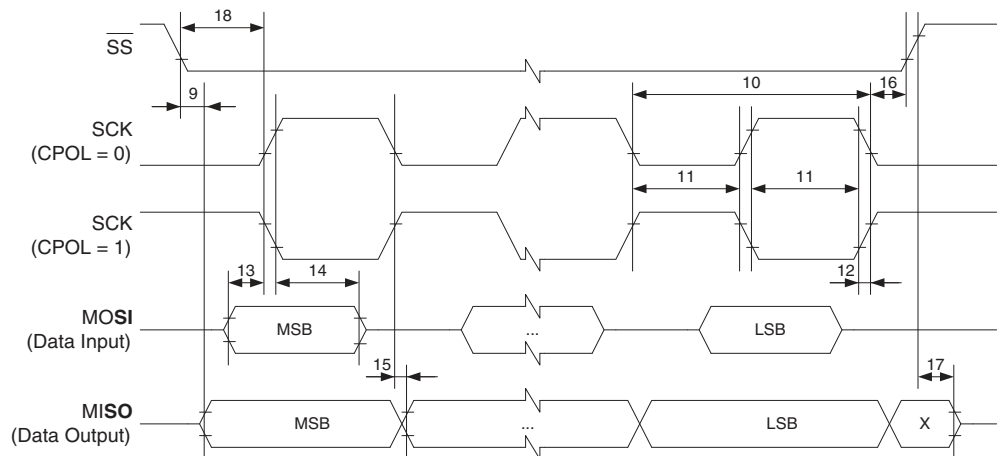 18
SS
9
10
16
SCK
(CPOL = 0)
11
11
SCK
(CPOL = 1)
13
14
12
MOSI
(Data Input)
MSB
...
LSB
15
17
MISO
(Data Output)
MSB
...
LSB
X